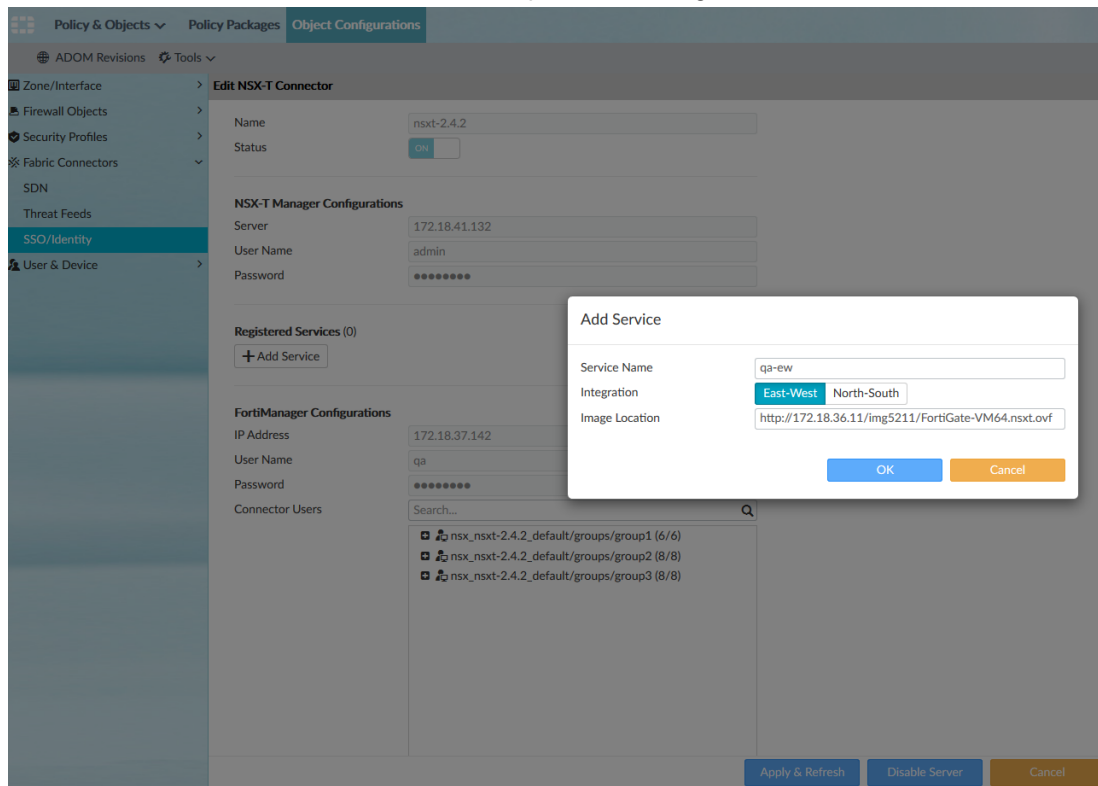 Policy & Objects Policy Packages Object Configurations
ADOM Revisions Tools
Zone/Interface
Firewall Objects
Security Profiles
Fabric Connectors
SDN
Threat Feeds
SSO/Identity
User & Device
Edit NSX-T Connector
Name nsxt-2.4.2
Status ON
NSX-T Manager Configurations
Server 172.18.41.132
User Name admin
Password ●●●●●●●●
Registered Services (0)
+ Add Service
FortiManager Configurations
IP Address 172.18.37.142
User Name qa
Password ●●●●●●●●
Connector Users Search...
nsx_nsxt-2.4.2_default/groups/group1 (6/6)
nsx_nsxt-2.4.2_default/groups/group2 (8/8)
nsx_nsxt-2.4.2_default/groups/group3 (8/8)
Add Service
Service Name qa-ew
Integration East-West North-South
Image Location http://172.18.36.11/img5211/FortiGate-VM64.nsxt.ovf
OK Cancel
Apply & Refresh Disable Server Cancel